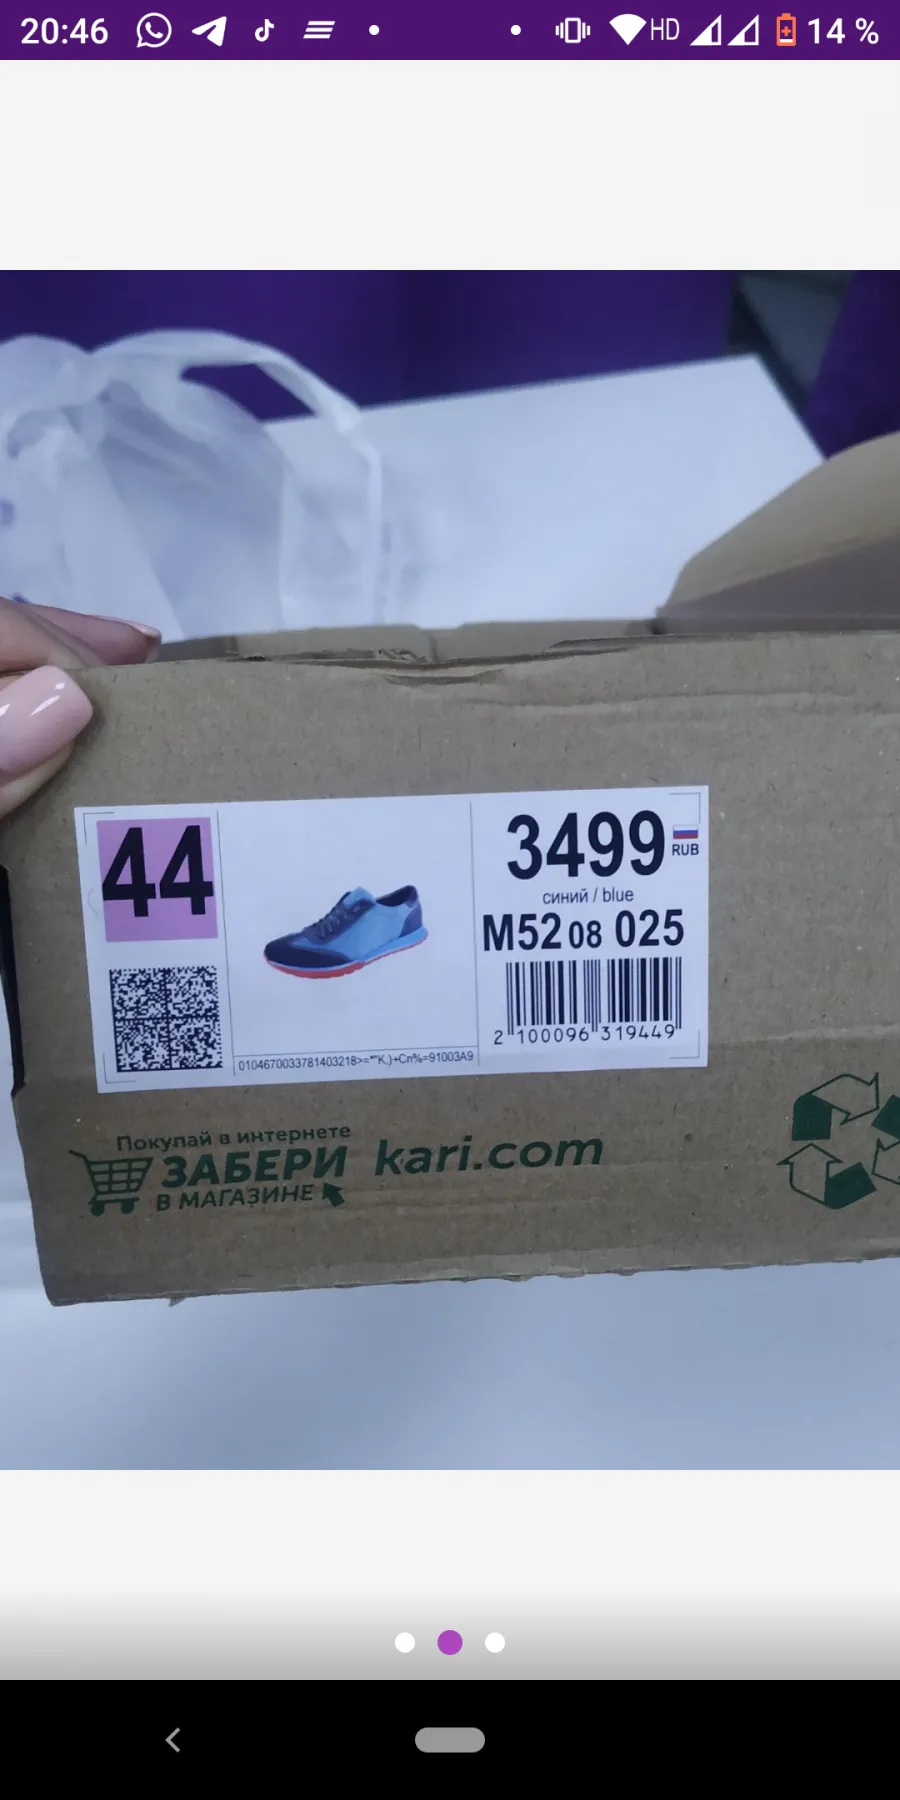 20:46
HD
14 %
44
3499
RUB
синий / blue
M52 08 025
2 100096 319449
0104670033781403218>=*"K,)+Cn%=91003A9
Покупай в интернете
ЗАБЕРИ
В МАГАЗИНЕ
kari.com